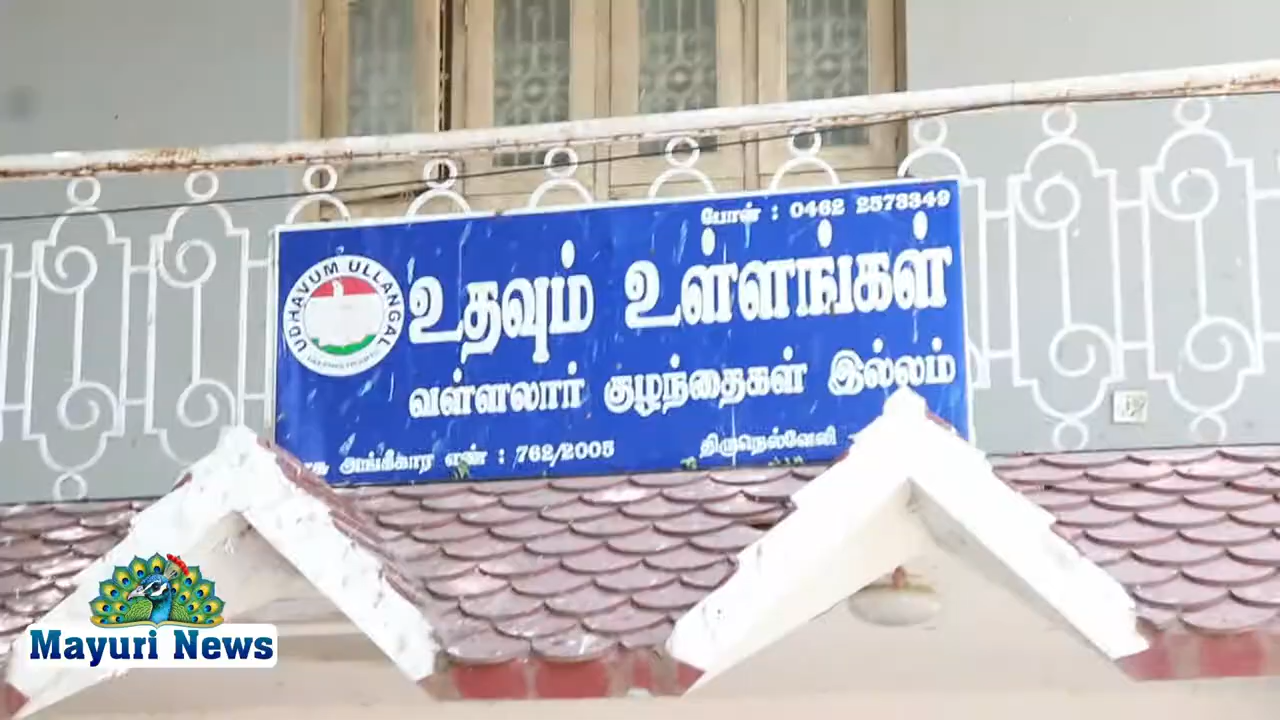 போன் : 0462 2573349
UDHAVUM ULLANGAL
உதவும் உள்ளங்கள்
வள்ளலார் குழந்தைகள் இல்லம்
அங்கீகார எண் : 762/2005
திருநெல்வேலி
Mayuri News